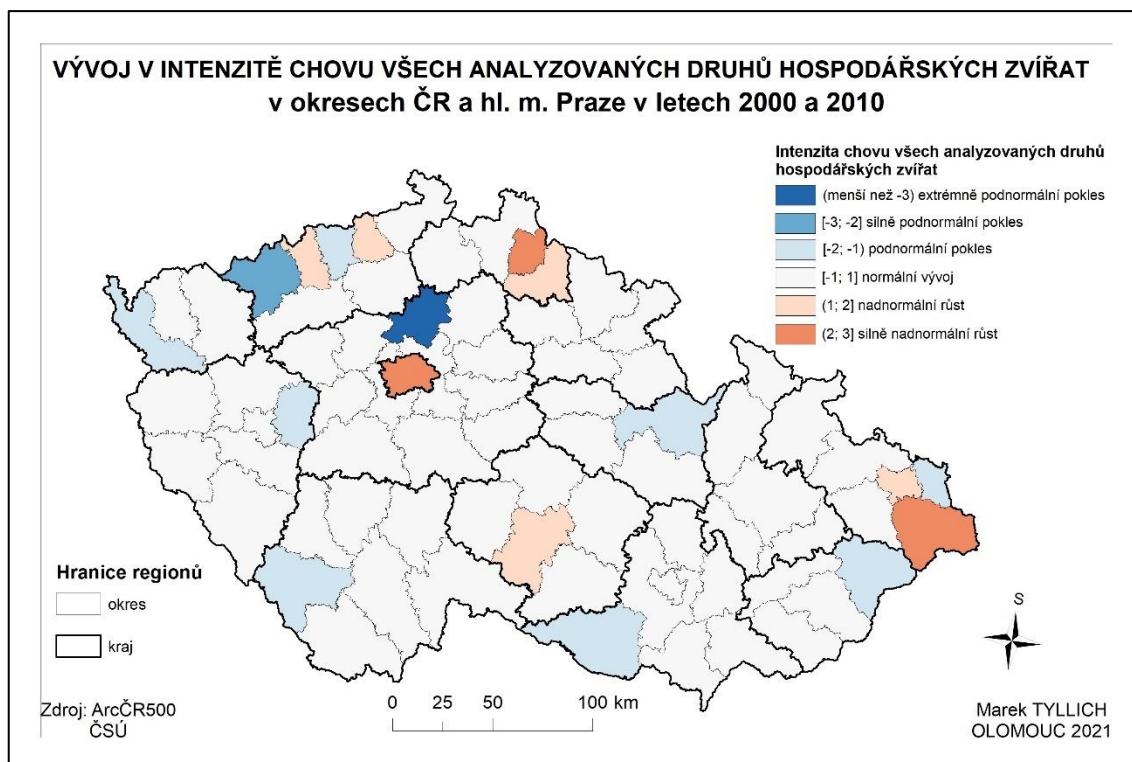 VÝVOJ V INTENZITĚ CHOVU VŠECH ANALYZOVANÝCH DRUHŮ HOSPODÁŘSKÝCH ZVÍŘAT
v okresech ČR a hl. m. Praze v letech 2000 a 2010
Intenzita chovu všech analyzovaných druhů
hospodářských zvířat
(menší než -3) extrémně podnormální pokles
[-3; -2] silně podnormální pokles
[-2; -1) podnormální pokles
[-1; 1] normální vývoj
(1; 2] nadnormální růst
(2; 3] silně nadnormální růst
Hranice regionů
okres
kraj
S
0 25 50 100 km
Zdroj: ArcČR500
ČSÚ
Marek TYLLICH
OLOMOUC 2021